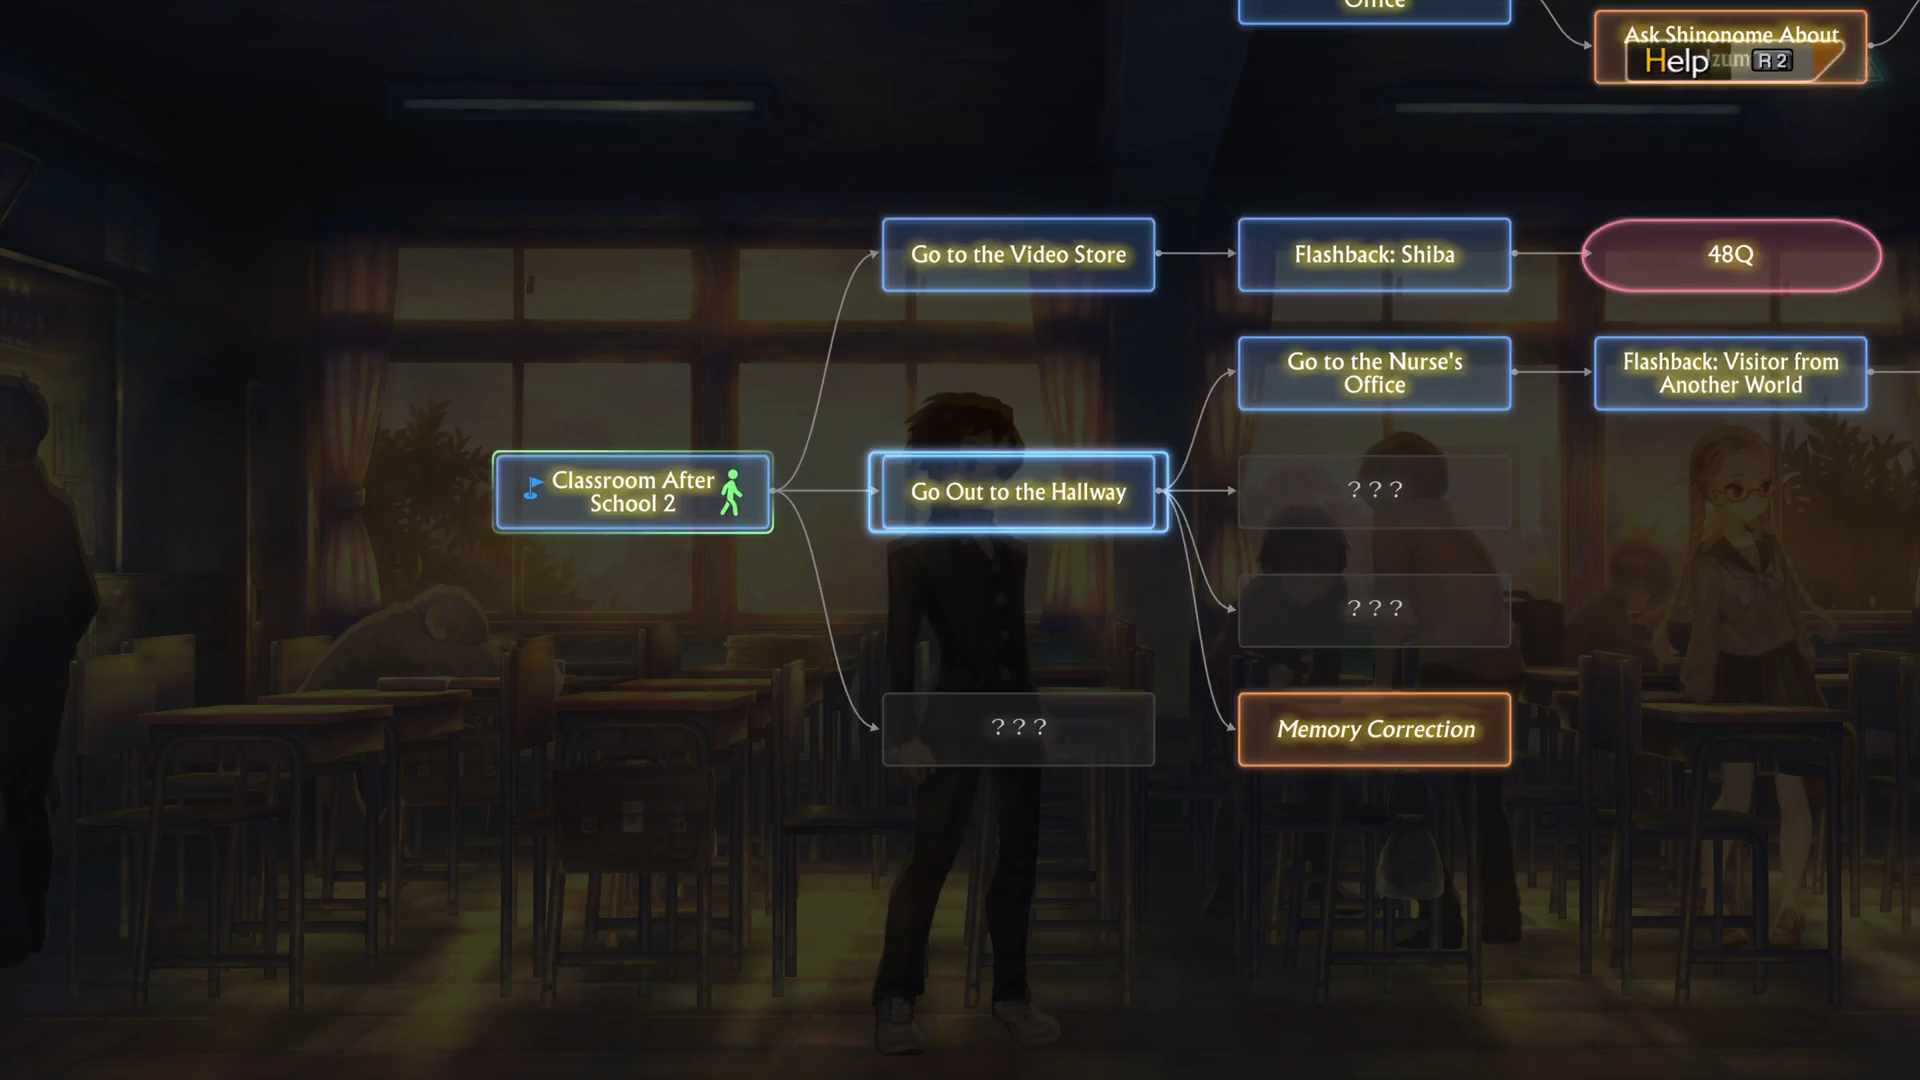 Office
Ask Shinonome About
Help R2
Go to the Video Store
Flashback: Shiba
48Q
Go to the Nurse's
Office
Flashback: Visitor from
Another World
Classroom After
School 2
Go Out to the Hallway
? ? ?
? ? ?
? ? ?
Memory Correction